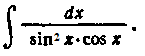 ∫ dx / (sin² x · cos x) .